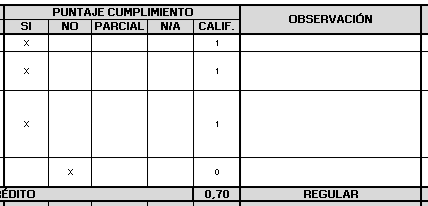 PUNTAJE CUMPLIMIENTO OBSERVACIÓN
SI NO PARCIAL N/A CALIF.
X 1
X 1
X 1
X 0
ÉDITO 0,70 REGULAR